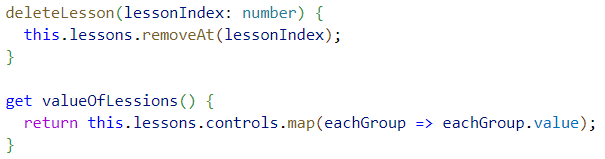 deleteLesson(lessonIndex: number) {
  this.lessons.removeAt(lessonIndex);
}

get valueOfLessions() {
  return this.lessons.controls.map(eachGroup => eachGroup.value);
}